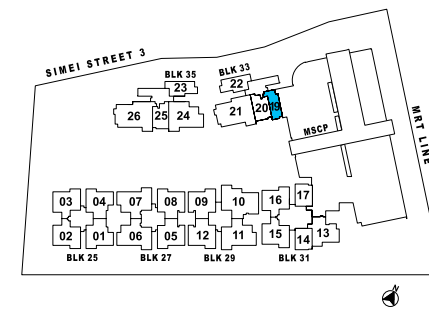 SIMEI STREET 3
BLK 35
BLK 33
23
22
26
25
24
21
20
19
MSCP
MRT LINE
03
04
07
08
09
10
16
17
02
01
06
05
12
11
15
14
13
BLK 25
BLK 27
BLK 29
BLK 31